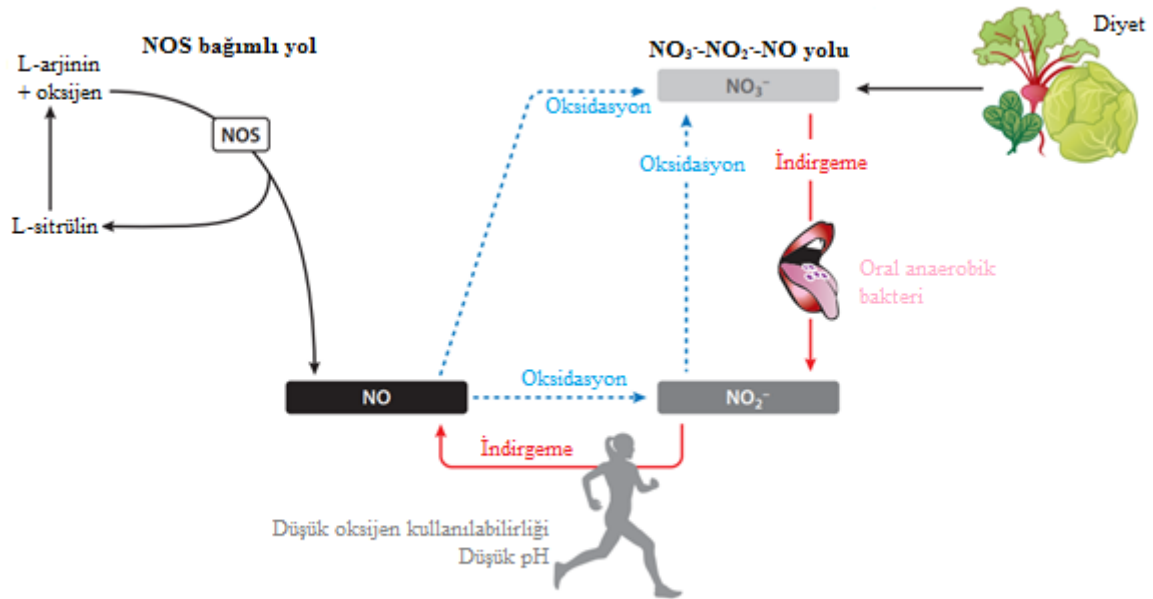 NOS bağımlı yol
L-arjinin
+ oksijen
NOS
L-sitrülin
NO₃⁻-NO₂⁻-NO yolu
Diyet
NO₃⁻
Oksidasyon
Oksidasyon
İndirgeme
Oral anaerobik
bakteri
Oksidasyon
NO
NO₂⁻
İndirgeme
Düşük oksijen kullanılabilirliği
Düşük pH